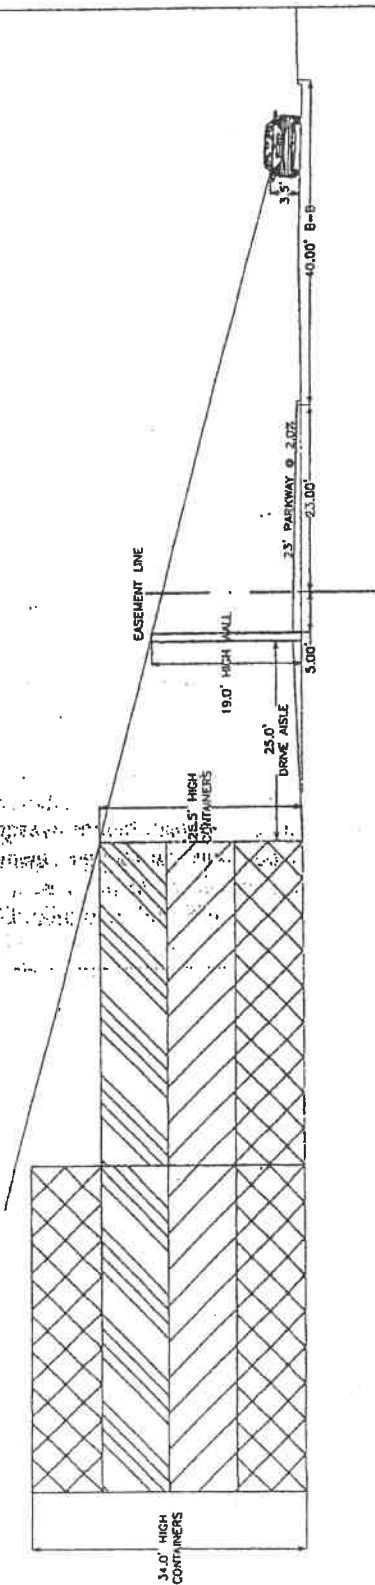 34.0' HIGH
CONTAINERS
25.5' HIGH
CONTAINERS
25.0'
DRIVE AISLE
19.0' HIGH WALL
EASEMENT LINE
5.00'
23' PARKWAY @ 2.0%
23.00'
40.00' B-B
3.5'